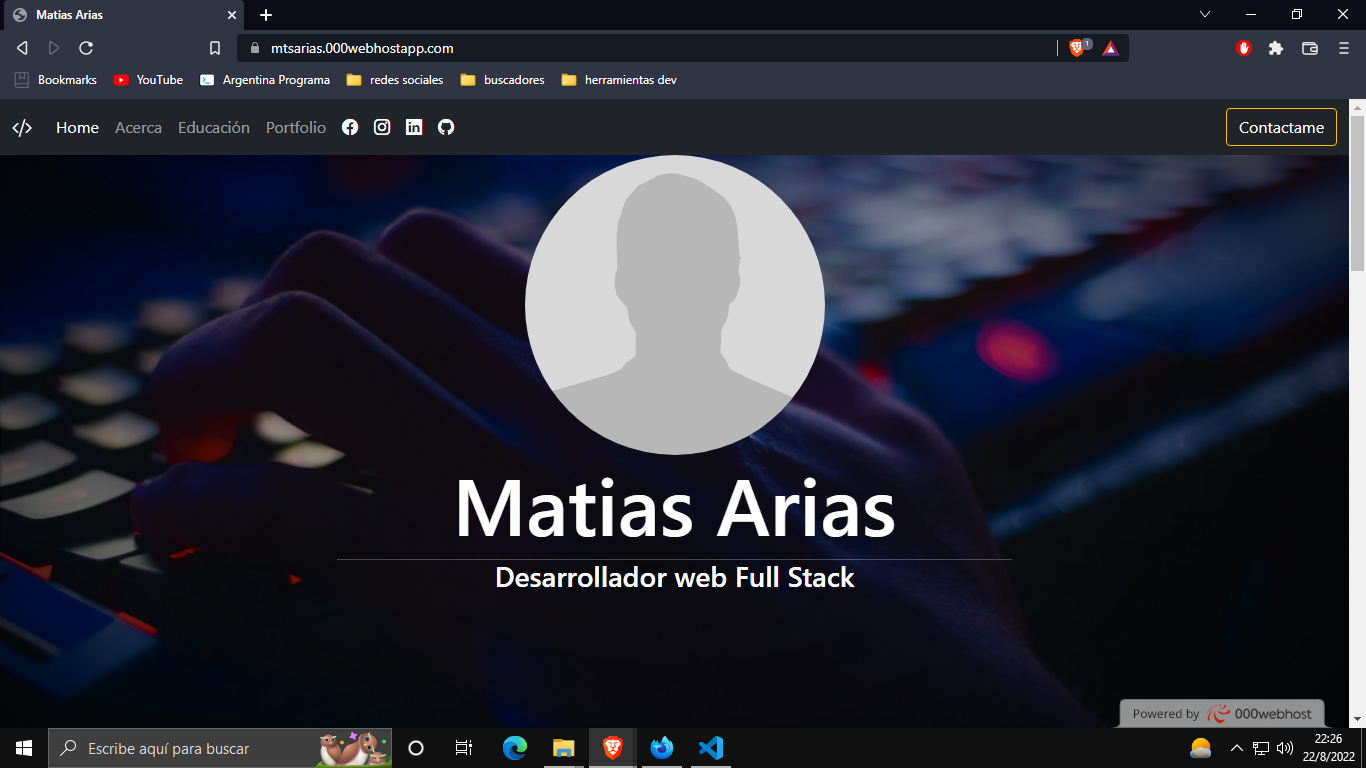 Matias Arias
mtsarias.000webhostapp.com
1
Bookmarks YouTube Argentina Programa redes sociales buscadores herramientas dev
</> Home Acerca Educación Portfolio Contactame
Matias Arias
Desarrollador web Full Stack
Powered by 000webhost
Escribe aquí para buscar
22:26
22/8/2022